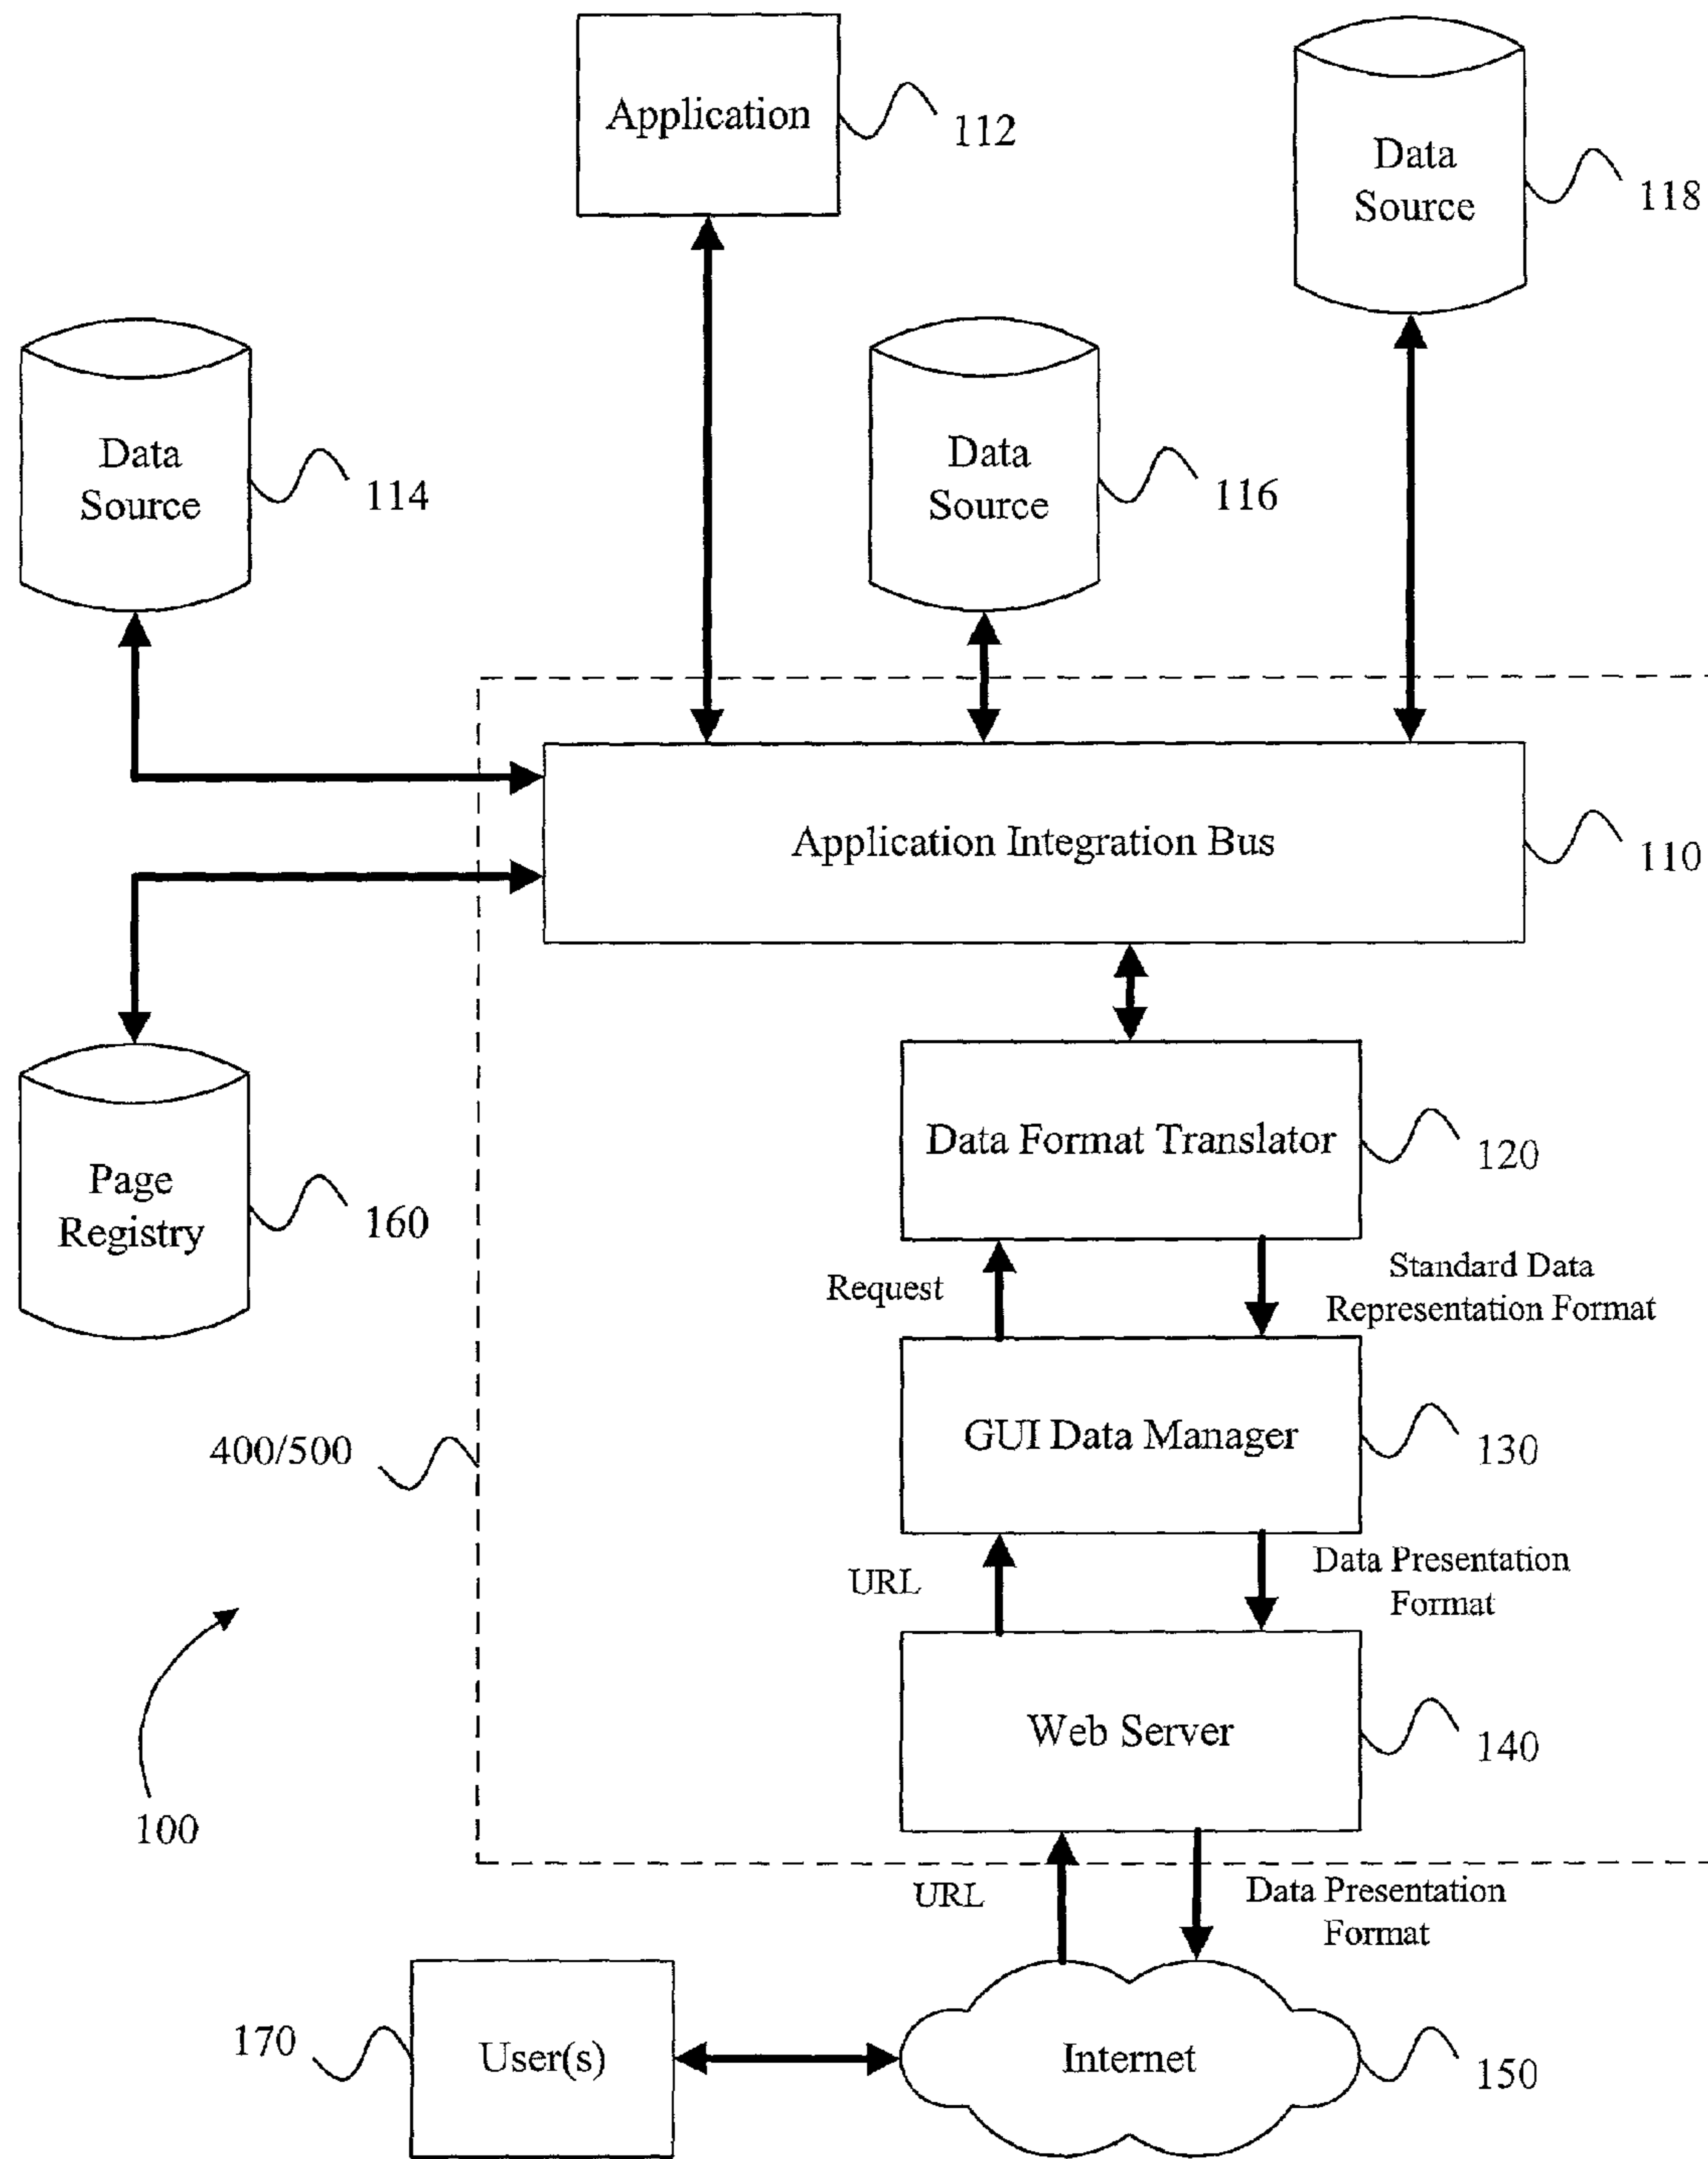 Application
112
Data
Source
118
Data
Source
114
Data
Source
116
Application Integration Bus
110
Data Format Translator
120
Page
Registry
160
Request
Standard Data
Representation Format
GUI Data Manager
130
400/500
URL
Data Presentation
Format
Web Server
140
100
URL
Data Presentation
Format
170
User(s)
Internet
150